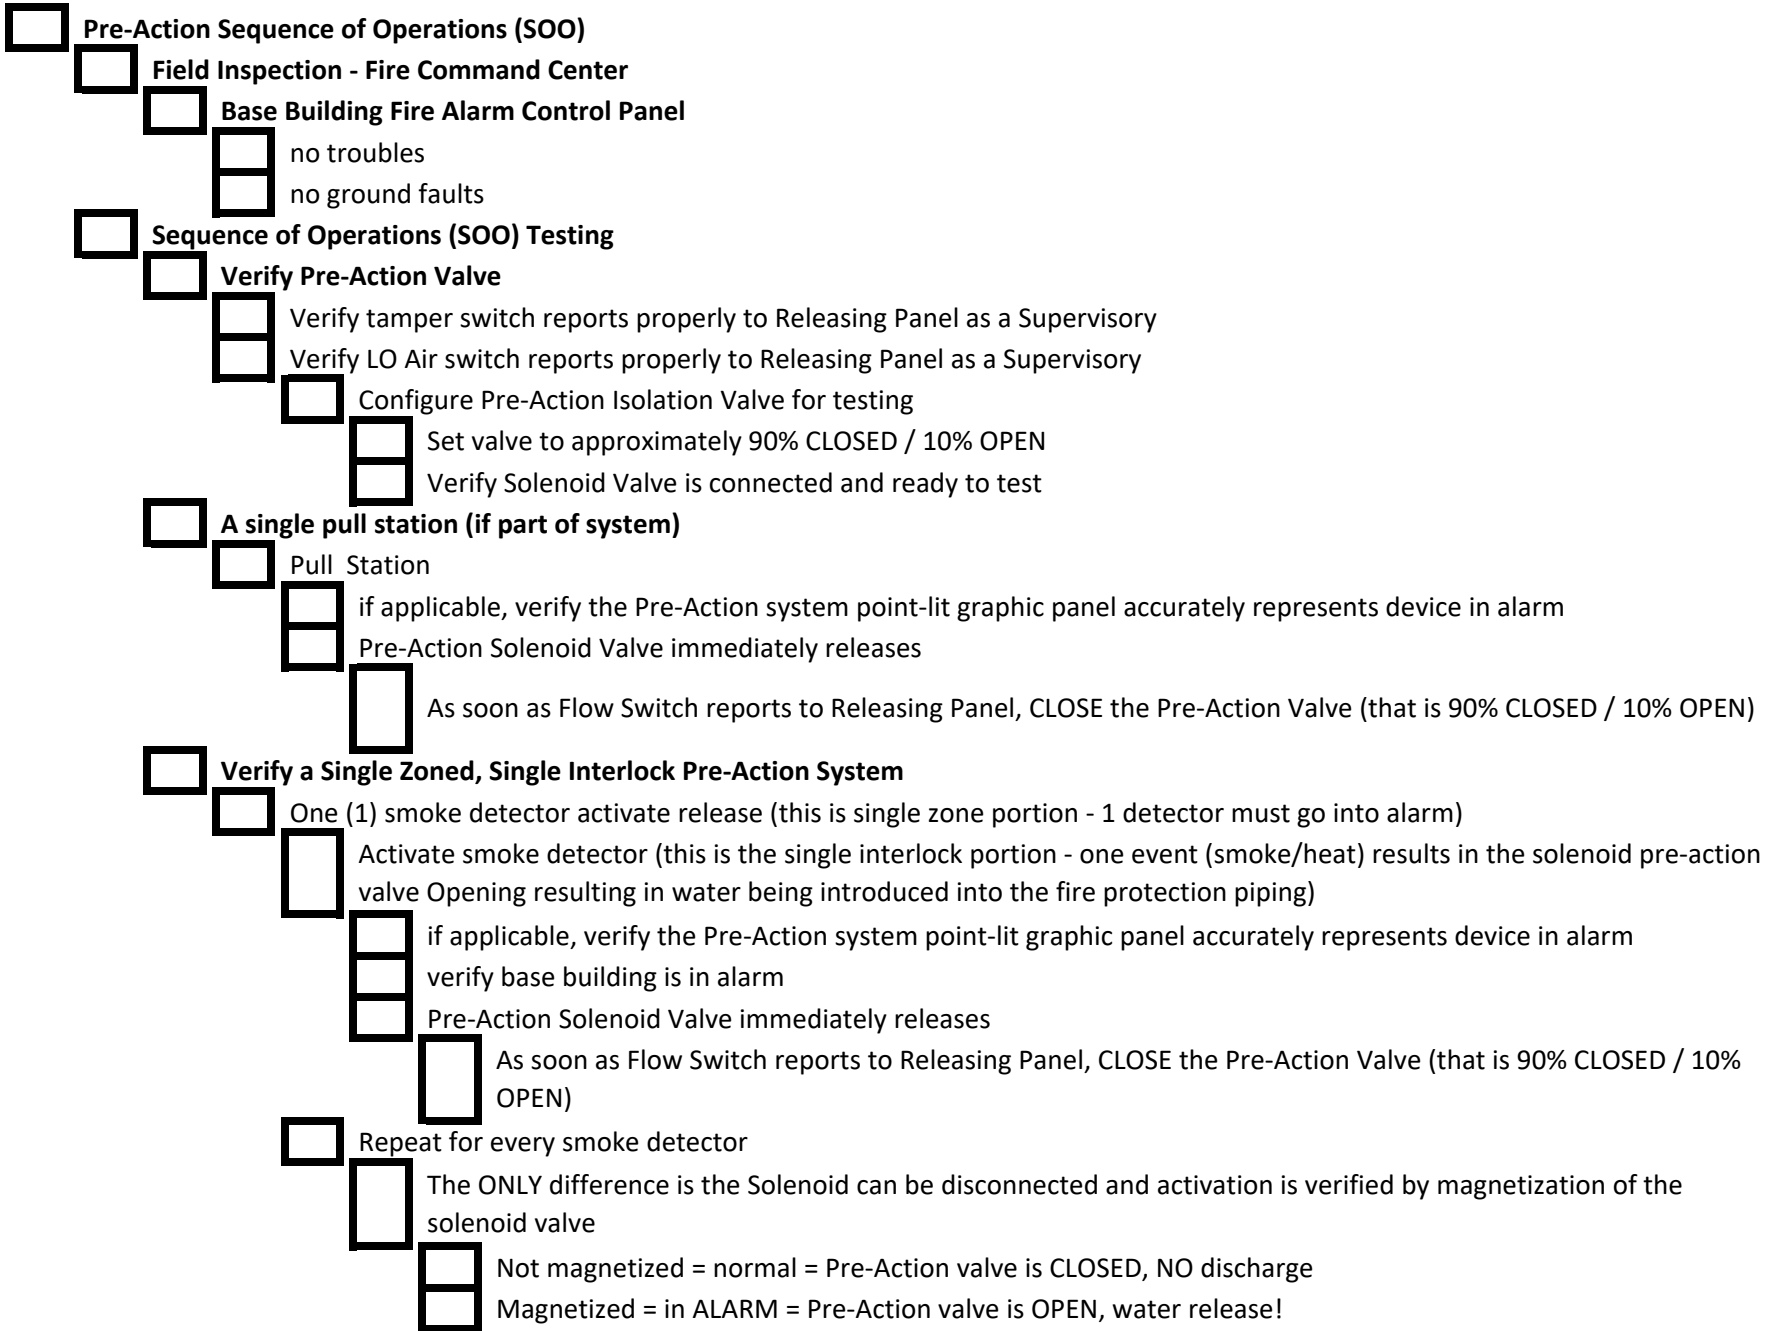 Pre-Action Sequence of Operations (SOO)
Field Inspection - Fire Command Center
Base Building Fire Alarm Control Panel
no troubles
no ground faults
Sequence of Operations (SOO) Testing
Verify Pre-Action Valve
Verify tamper switch reports properly to Releasing Panel as a Supervisory
Verify LO Air switch reports properly to Releasing Panel as a Supervisory
Configure Pre-Action Isolation Valve for testing
Set valve to approximately 90% CLOSED / 10% OPEN
Verify Solenoid Valve is connected and ready to test
A single pull station (if part of system)
Pull  Station
if applicable, verify the Pre-Action system point-lit graphic panel accurately represents device in alarm
Pre-Action Solenoid Valve immediately releases
As soon as Flow Switch reports to Releasing Panel, CLOSE the Pre-Action Valve (that is 90% CLOSED / 10% OPEN)
Verify a Single Zoned, Single Interlock Pre-Action System
One (1) smoke detector activate release (this is single zone portion - 1 detector must go into alarm)
Activate smoke detector (this is the single interlock portion - one event (smoke/heat) results in the solenoid pre-action
valve Opening resulting in water being introduced into the fire protection piping)
if applicable, verify the Pre-Action system point-lit graphic panel accurately represents device in alarm
verify base building is in alarm
Pre-Action Solenoid Valve immediately releases
As soon as Flow Switch reports to Releasing Panel, CLOSE the Pre-Action Valve (that is 90% CLOSED / 10%
OPEN)
Repeat for every smoke detector
The ONLY difference is the Solenoid can be disconnected and activation is verified by magnetization of the
solenoid valve
Not magnetized = normal = Pre-Action valve is CLOSED, NO discharge
Magnetized = in ALARM = Pre-Action valve is OPEN, water release!